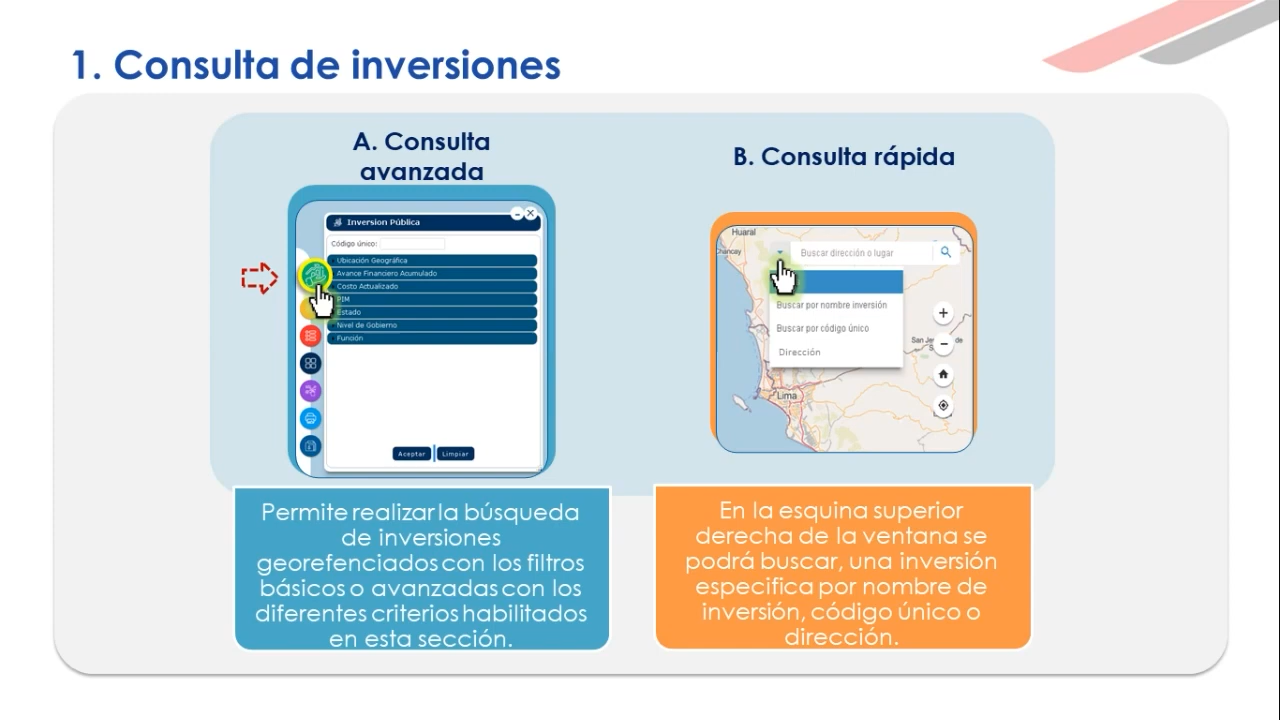 1. Consulta de inversiones
A. Consulta
avanzada
Inversion Pública
Código único:
Ubicación Geográfica
Avance Financiero Acumulado
Costo Actualizado
PIM
Estado
Nivel de Gobierno
Función
Aceptar
Limpiar
Permite realizar la búsqueda
de inversiones
georefenciados con los filtros
básicos o avanzadas con los
diferentes criterios habilitados
en esta sección.
B. Consulta rápida
Huaral
Chancay
Buscar dirección o lugar
Buscar por nombre inversión
Buscar por código único
Dirección
Lima
En la esquina superior
derecha de la ventana se
podrá buscar, una inversión
especifica por nombre de
inversión, código único o
dirección.